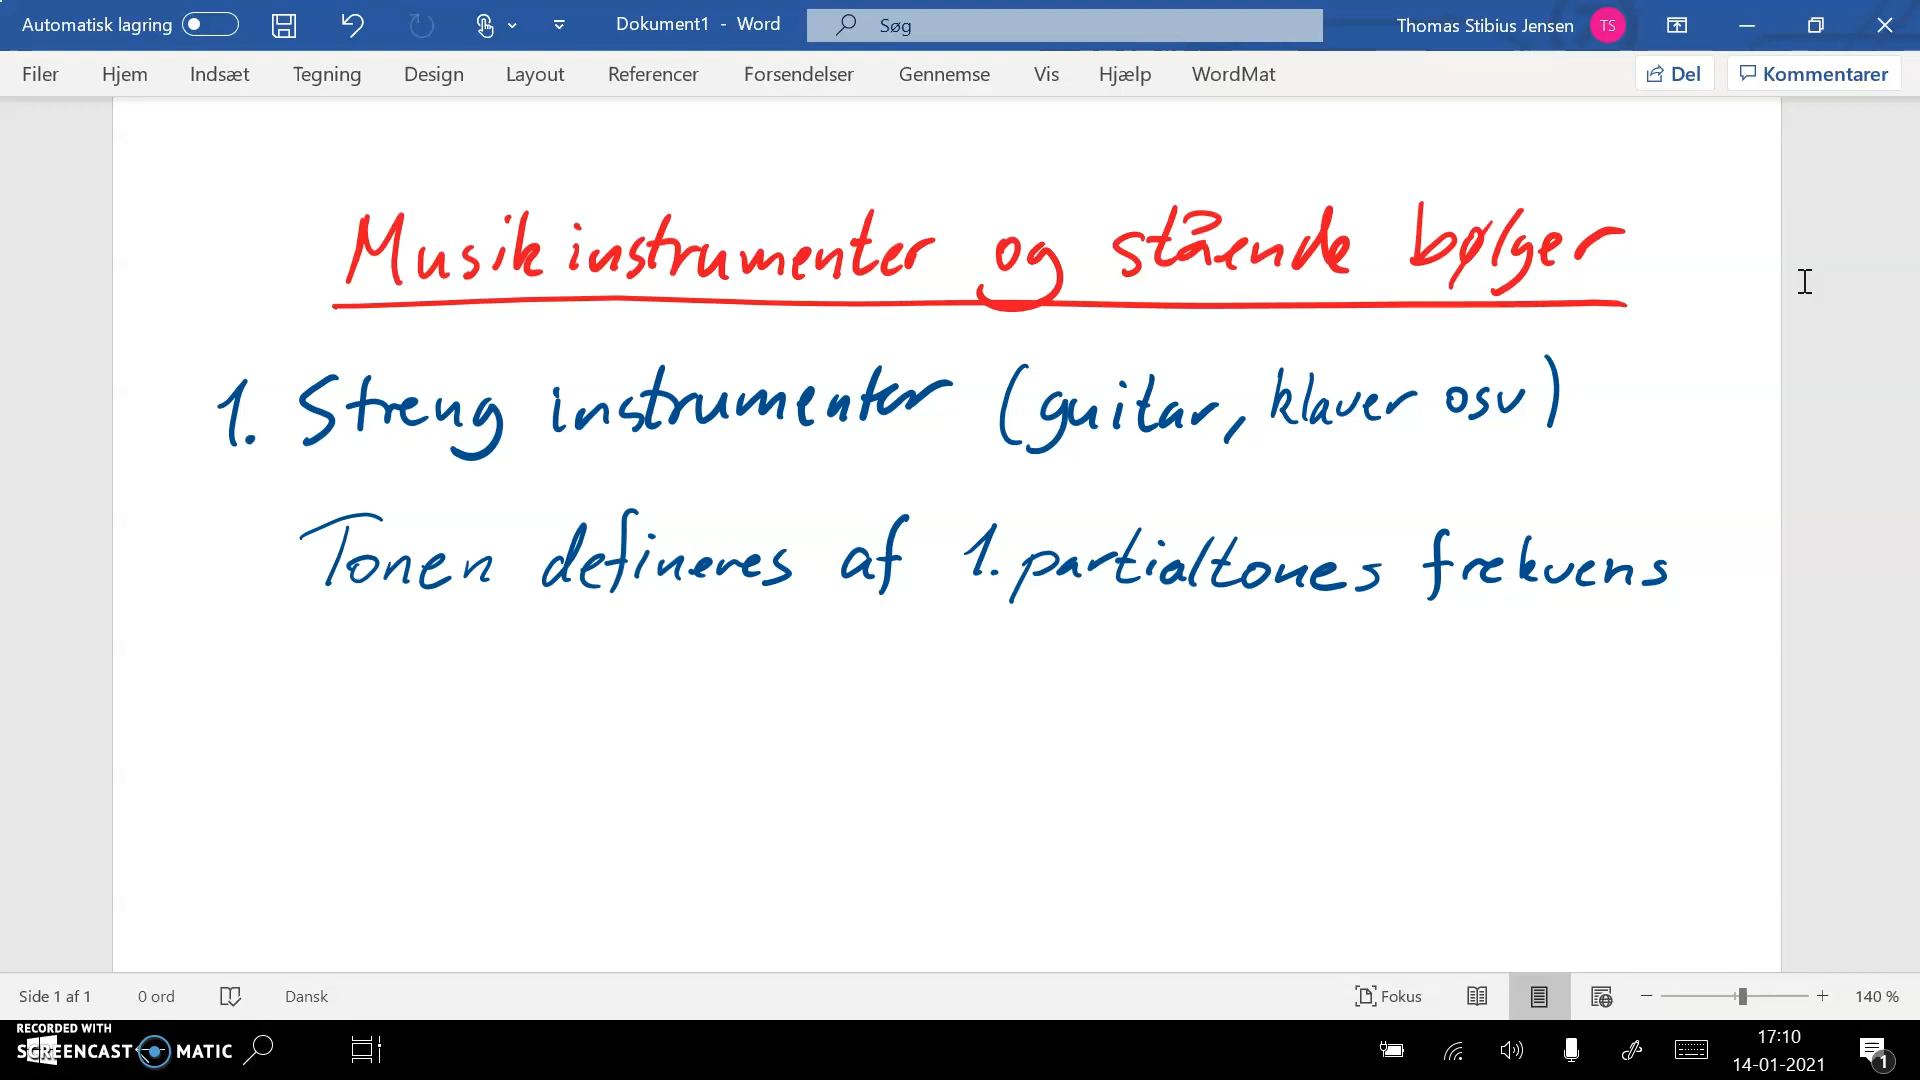 Automatisk lagring Dokument1 - Word Søg Thomas Stibius Jensen TS
Filer Hjem Indsæt Tegning Design Layout Referencer Forsendelser Gennemse Vis Hjælp WordMat Del Kommentarer
Musikinstrumenter og stående bølger
1. Strenginstrumenter (guitar, klaver osv)
Tonen defineres af 1. partialtones frekvens
Side 1 af 1 0 ord Dansk Fokus 140 %
RECORDED WITH
SCREENCAST MATIC
17:10
14-01-2021
1